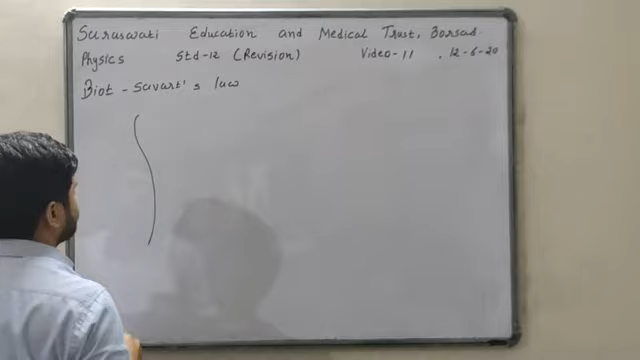 Saraswati Education and Medical Trust, Borsad.
Physics Std-12 (Revision) Video-11 . 12-6-20
Biot - Savart's law